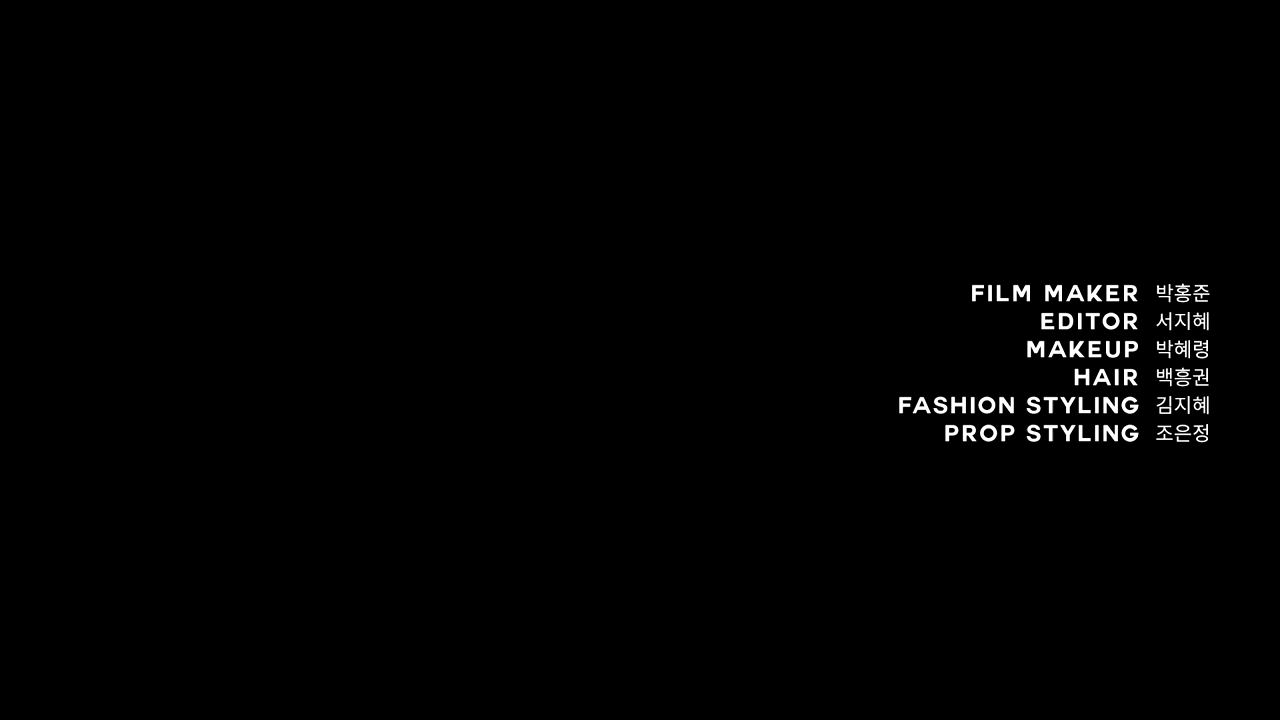 FILM MAKER 박홍준
EDITOR 서지혜
MAKEUP 박혜령
HAIR 백흥권
FASHION STYLING 김지혜
PROP STYLING 조은정